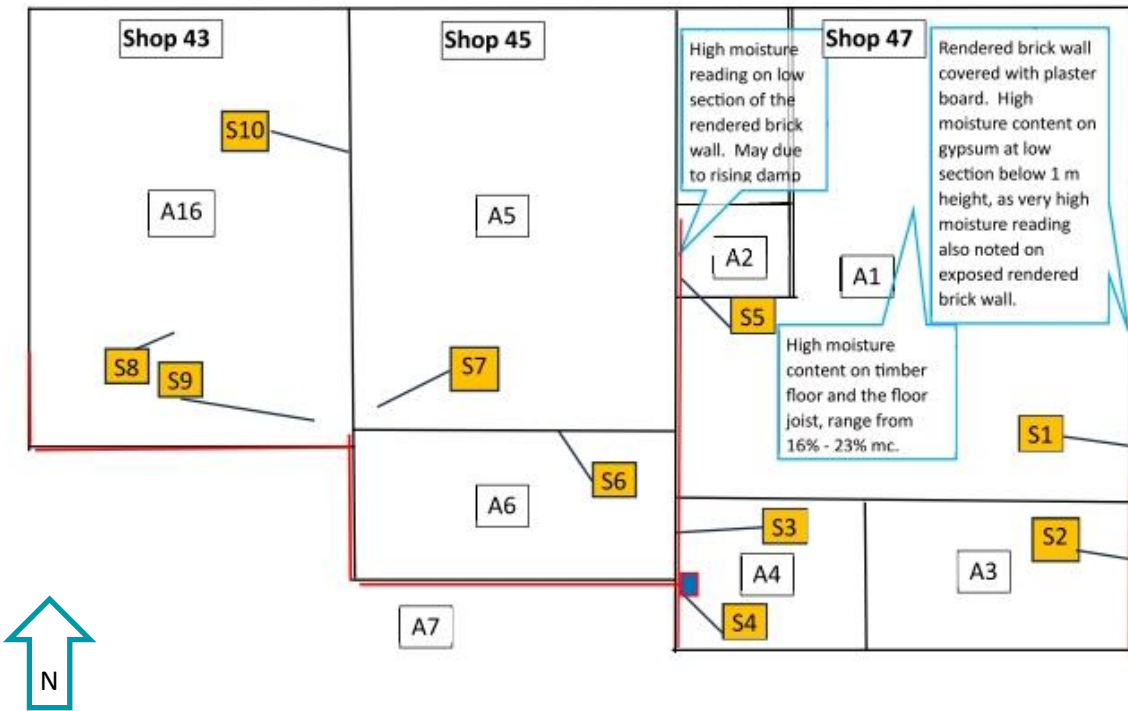 Shop 43
Shop 45
Shop 47
High moisture
reading on low
section of the
rendered brick
wall. May due
to rising damp
Rendered brick wall
covered with plaster
board. High
moisture content on
gypsum at low
section below 1 m
height, as very high
moisture reading
also noted on
exposed rendered
brick wall.
S10
A16
A5
A2
A1
S5
S8
S9
S7
High moisture
content on timber
floor and the floor
joist, range from
16% - 23% mc.
S1
S6
A6
S3
S2
A4
A3
A7
S4
N